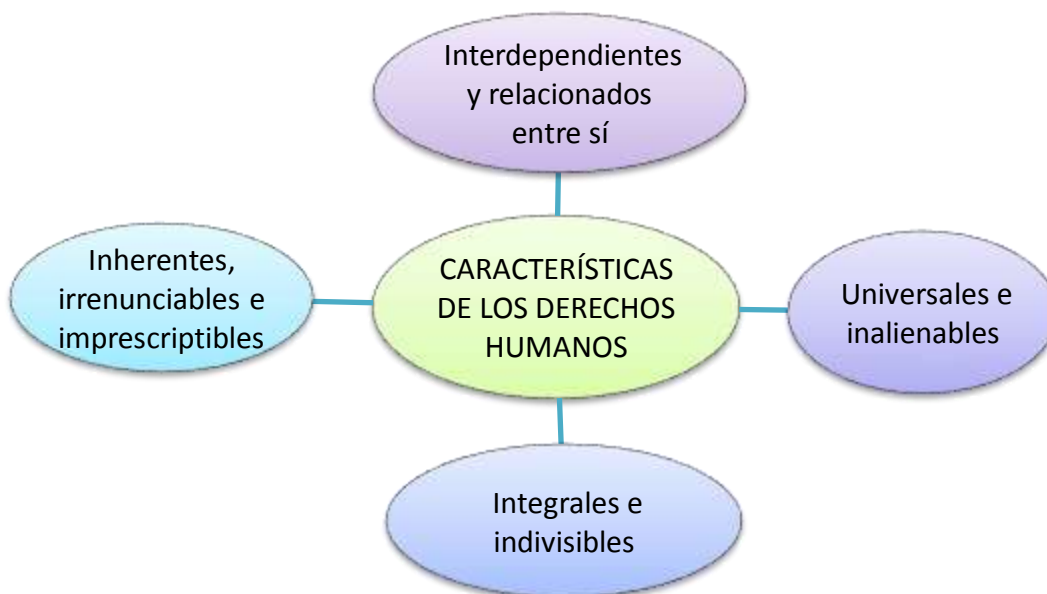 Interdependientes
y relacionados
entre sí
Inherentes,
irrenunciables e
imprescriptibles
CARACTERÍSTICAS
DE LOS DERECHOS
HUMANOS
Universales e
inalienables
Integrales e
indivisibles